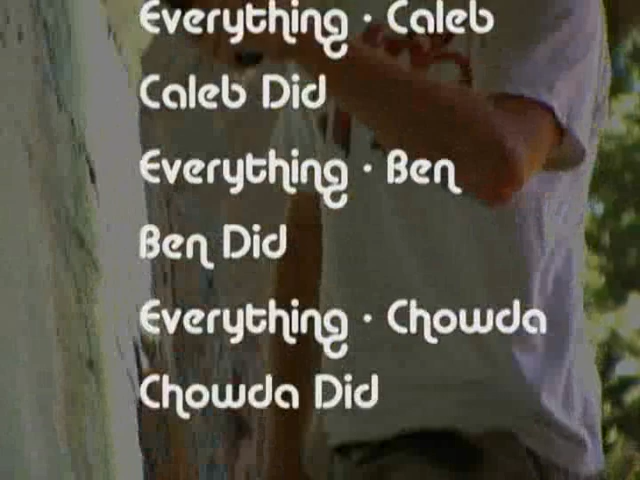 Everything · Caleb
Caleb Did
Everything · Ben
Ben Did
Everything · Chowda
Chowda Did